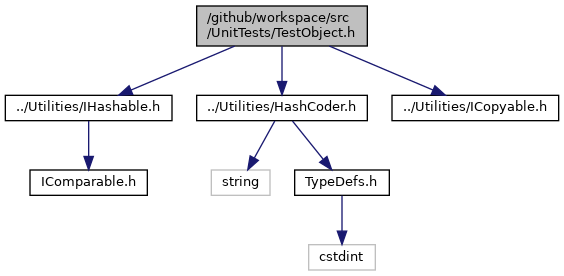 /github/workspace/src
/UnitTests/TestObject.h
../Utilities/IHashable.h
../Utilities/HashCoder.h
../Utilities/ICopyable.h
IComparable.h
string
TypeDefs.h
cstdint